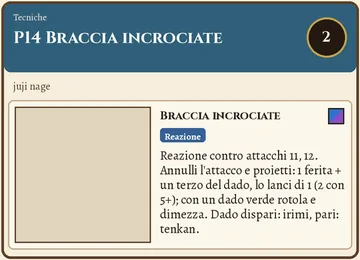 Tecniche
P14 Braccia incrociate
2
juji nage
Braccia incrociate
Reazione
Reazione contro attacchi 11, 12.
Annulli l'attacco e proietti: 1 ferita +
un terzo del dado, lo lanci di 1 (2 con
5+); con un dado verde rotola e
dimezza. Dado dispari: irimi, pari:
tenkan.